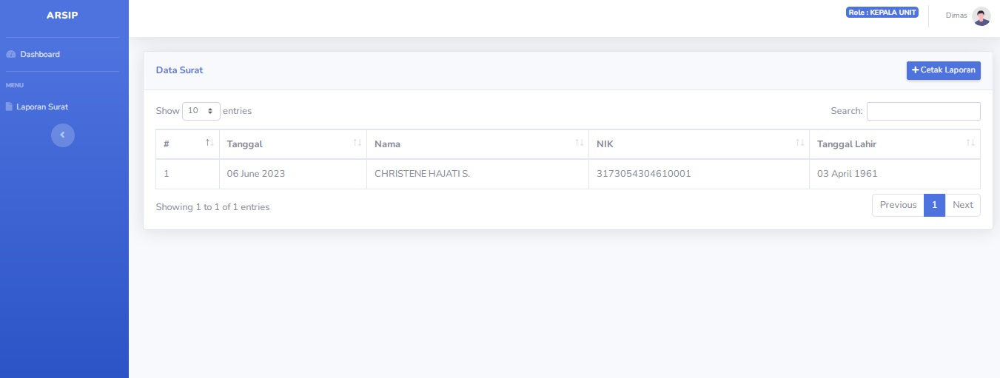 ARSIP
Role : KEPALA UNIT
Dimas
Dashboard
MENU
Laporan Surat
Data Surat
Cetak Laporan
Show 10 entries
Search:
# Tanggal Nama NIK Tanggal Lahir
1 06 June 2023 CHRISTENE HAJATI S. 3173054304610001 03 April 1961
Showing 1 to 1 of 1 entries
Previous 1 Next